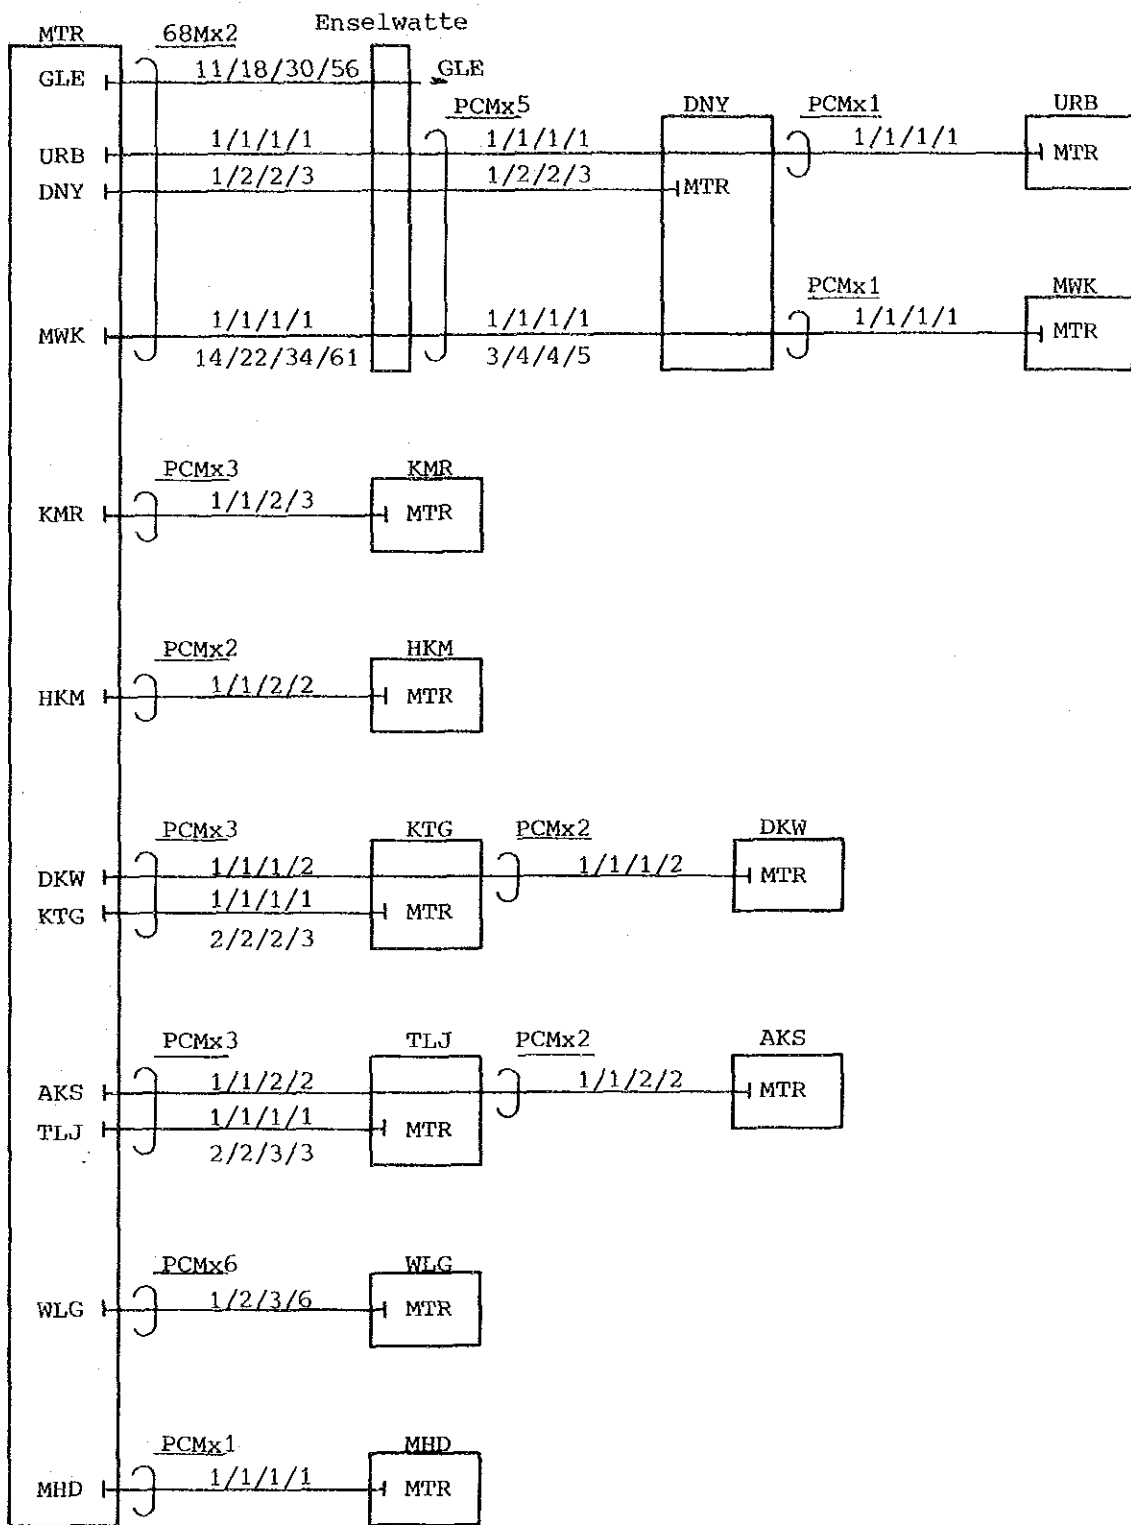 Enselwatte
MTR 68Mx2
GLE 11/18/30/56 GLE
PCMx5 DNY PCMx1 URB
URB 1/1/1/1 1/1/1/1 1/1/1/1 MTR
DNY 1/2/2/3 1/2/2/3 MTR
PCMx1 MWK
MWK 1/1/1/1 1/1/1/1 1/1/1/1 MTR
14/22/34/61 3/4/4/5
PCMx3 KMR
KMR 1/1/2/3 MTR
PCMx2 HKM
HKM 1/1/2/2 MTR
PCMx3 KTG PCMx2 DKW
DKW 1/1/1/2 1/1/1/2 MTR
KTG 1/1/1/1 MTR
2/2/2/3
PCMx3 TLJ PCMx2 AKS
AKS 1/1/2/2 1/1/2/2 MTR
TLJ 1/1/1/1 MTR
2/2/3/3
PCMx6 WLG
WLG 1/2/3/6 MTR
PCMx1 MHD
MHD 1/1/1/1 MTR